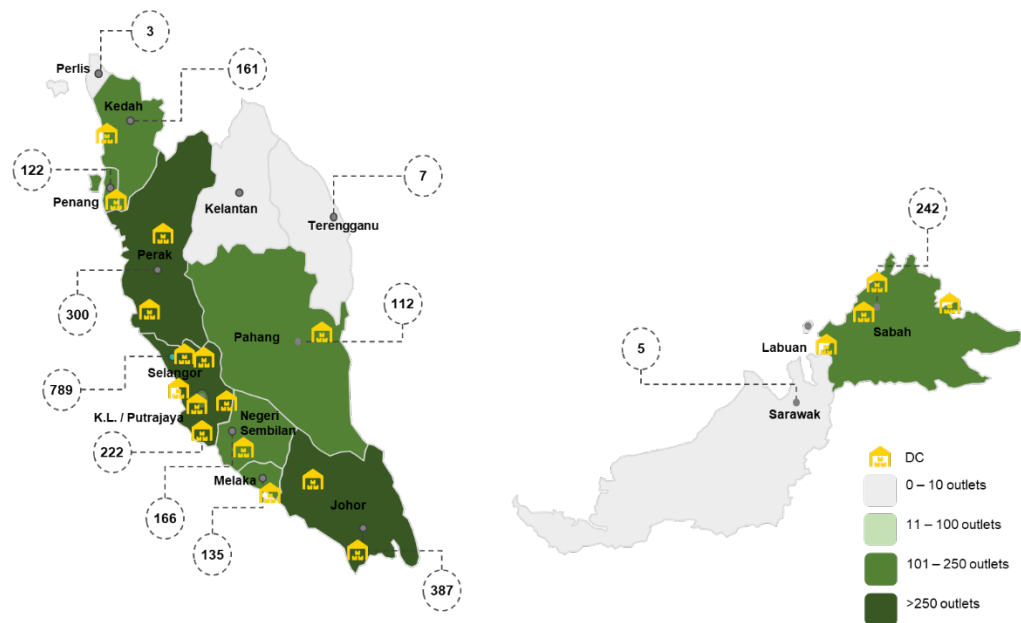 3
Perlis
161
Kedah
122
Penang
7
Kelantan
Terengganu
242
Perak
300
112
Pahang
Sabah
Labuan
5
Selangor
789
Sarawak
K.L. / Putrajaya
Negeri
Sembilan
222
Melaka
Johor
166
135
387
DC
0 – 10 outlets
11 – 100 outlets
101 – 250 outlets
>250 outlets